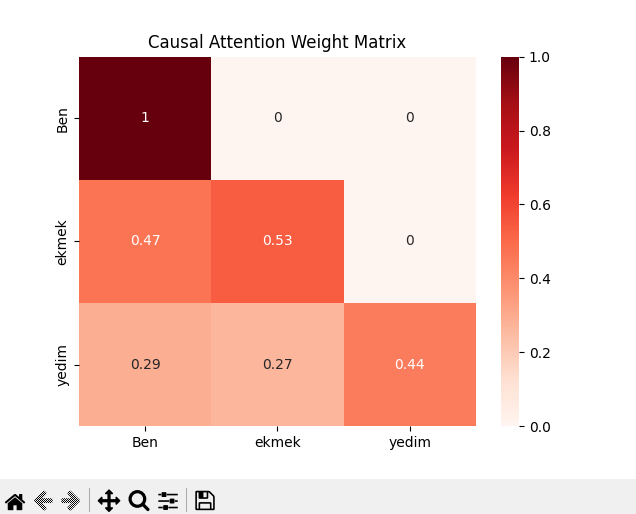 Causal Attention Weight Matrix
Ben
1 0 0
ekmek
0.47 0.53 0
yedim
0.29 0.27 0.44
Ben ekmek yedim
1.0
0.8
0.6
0.4
0.2
0.0